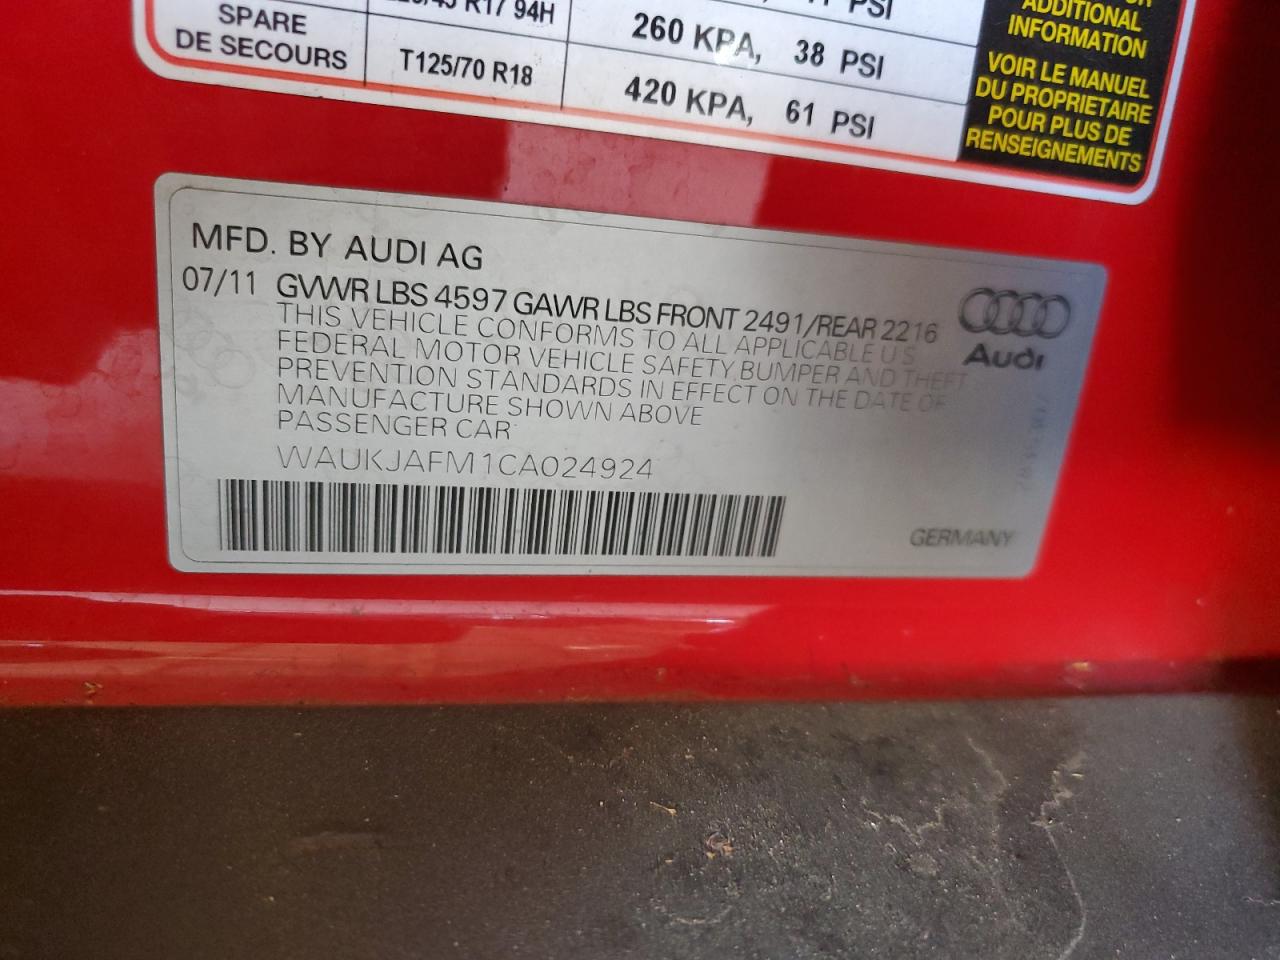 PSI
R17 94H
260 KPA, 38 PSI
SPARE
DE SECOURS
T125/70 R18
420 KPA, 61 PSI
ADDITIONAL
INFORMATION
VOIR LE MANUEL
DU PROPRIETAIRE
POUR PLUS DE
RENSEIGNEMENTS
MFD. BY AUDI AG
07/11 GVWR LBS 4597 GAWR LBS FRONT 2491/REAR 2216
THIS VEHICLE CONFORMS TO ALL APPLICABLE U S
FEDERAL MOTOR VEHICLE SAFETY, BUMPER AND THEFT
PREVENTION STANDARDS IN EFFECT ON THE DATE OF
MANUFACTURE SHOWN ABOVE
PASSENGER CAR
WAUKJAFM1CA024924
Audi
GERMANY